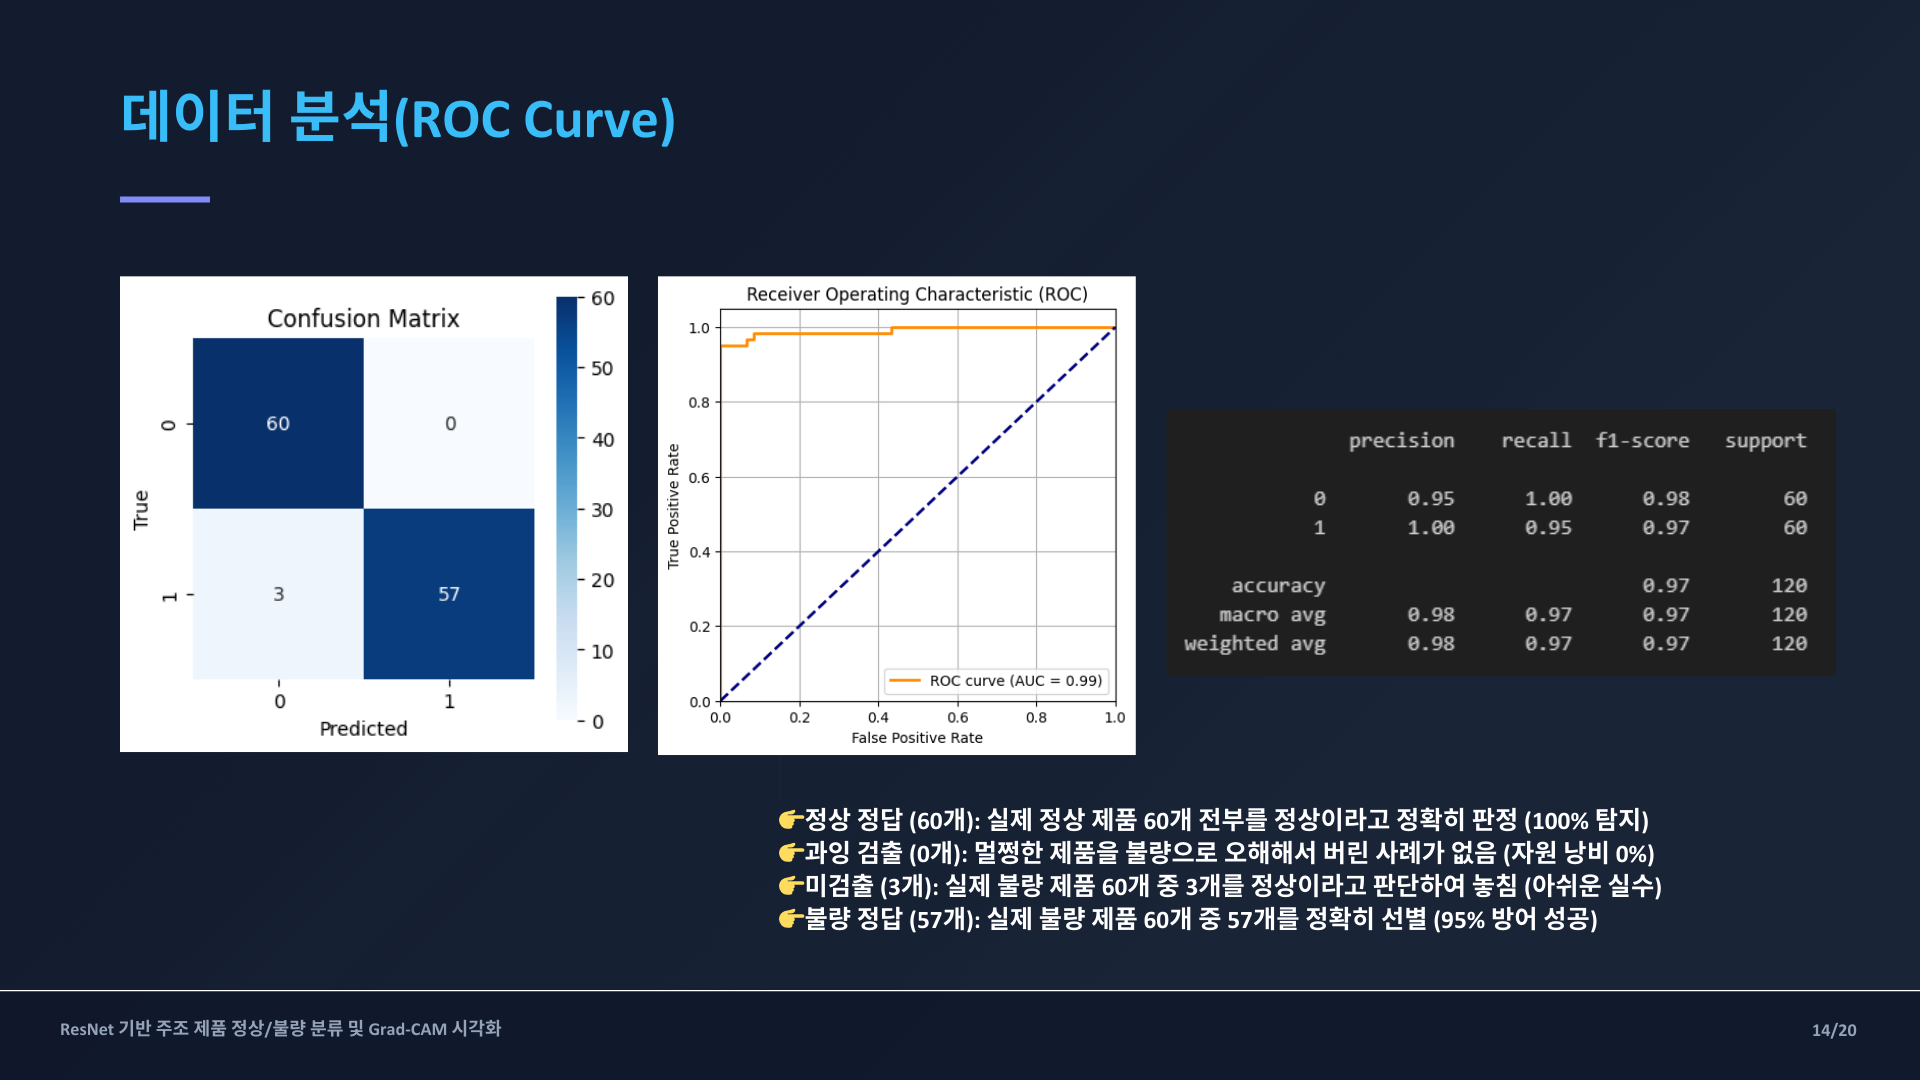 데이터 분석(ROC Curve)
Confusion Matrix
60
50
40
30
20
10
0
60
0
3
57
0
1
True
0
1
Predicted
Receiver Operating Characteristic (ROC)
1.0
0.8
0.6
0.4
0.2
0.0
True Positive Rate
ROC curve (AUC = 0.99)
0.0 0.2 0.4 0.6 0.8 1.0
False Positive Rate
precision recall f1-score support
0 0.95 1.00 0.98 60
1 1.00 0.95 0.97 60
accuracy 0.97 120
macro avg 0.98 0.97 0.97 120
weighted avg 0.98 0.97 0.97 120
👉정상 정답 (60개): 실제 정상 제품 60개 전부를 정상이라고 정확히 판정 (100% 탐지)
👉과잉 검출 (0개): 멀쩡한 제품을 불량으로 오해해서 버린 사례가 없음 (자원 낭비 0%)
👉미검출 (3개): 실제 불량 제품 60개 중 3개를 정상이라고 판단하여 놓침 (아쉬운 실수)
👉불량 정답 (57개): 실제 불량 제품 60개 중 57개를 정확히 선별 (95% 방어 성공)
ResNet 기반 주조 제품 정상/불량 분류 및 Grad-CAM 시각화
14/20